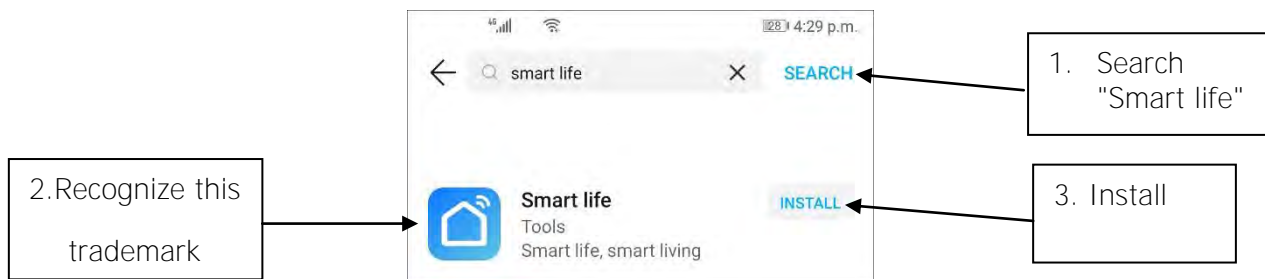 4G 28 4:29 p.m.
smart life SEARCH
1. Search
"Smart life"
2.Recognize this
trademark
Smart life
Tools
Smart life, smart living
INSTALL
3. Install